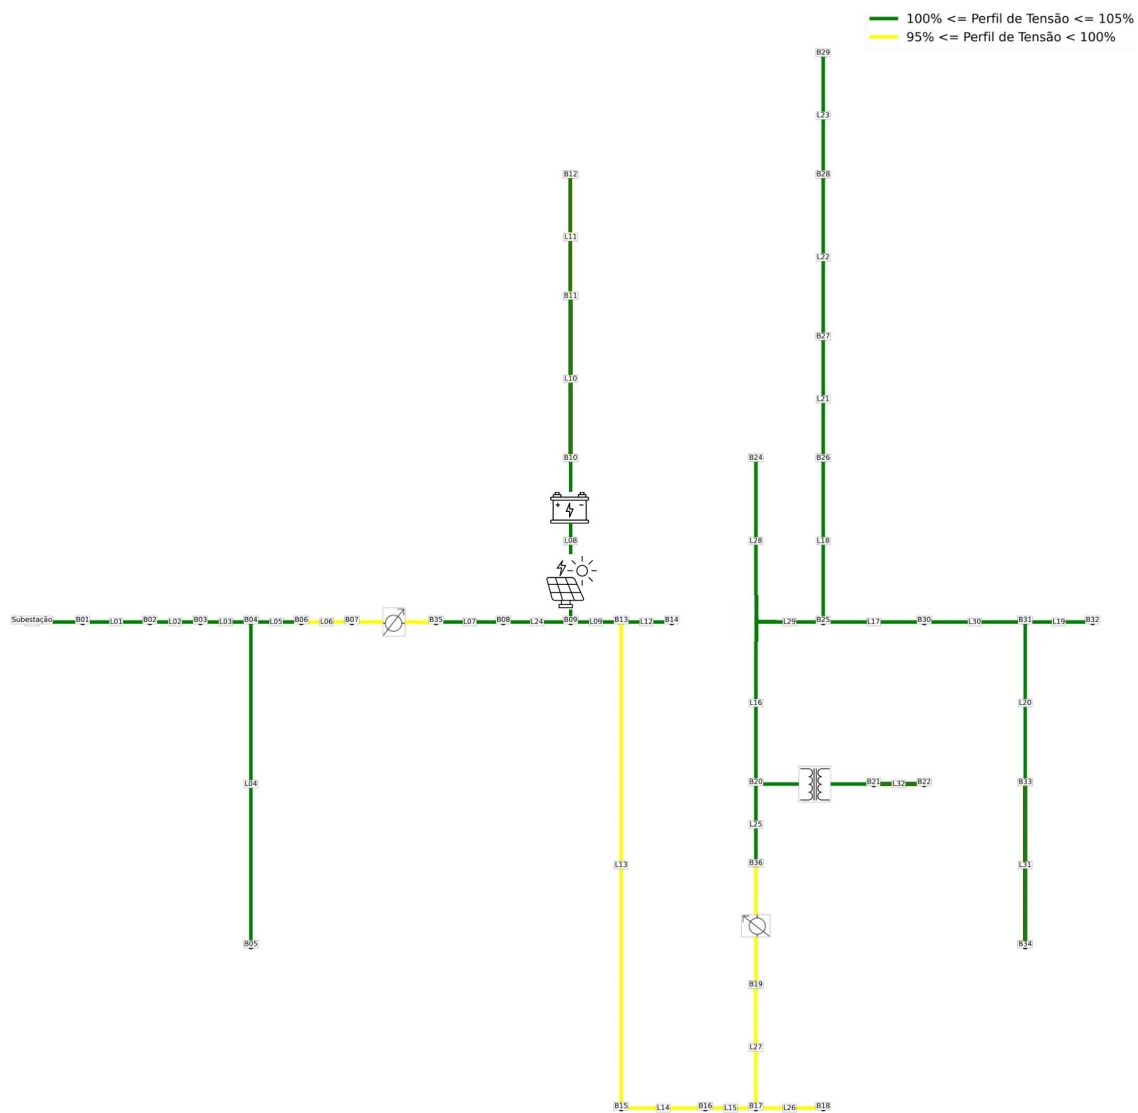 100% <= Perfil de Tensão <= 105%
95% <= Perfil de Tensão < 100%
B29
L23
B12
B28
L11
L22
B11
B27
L10
L21
B10
B24
B26
L08
L28
L18
Subestação B01 L01 B02 L02 B03 L03 B04 L05 B06 L06 B07 B35 L07 B08 L24 B09 L09 B13 L12 B14 L29 B25 L17 B30 L30 B31 L19 B32
L16
L20
L04
B20
B21 L32 B22
B33
L25
B36
L13
L31
B05
B34
B19
L27
B15 L14 B16 L15 B17 L26 B18